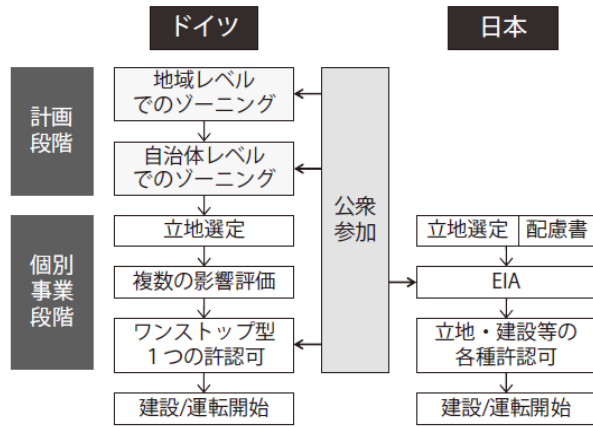 ドイツ
日本
計画
段階
地域レベル
でのゾーニング
自治体レベル
でのゾーニング
公衆
参加
個別
事業
段階
立地選定
複数の影響評価
ワンストップ型
1つの許認可
建設/運転開始
立地選定
配慮書
EIA
立地・建設等の
各種許認可
建設/運転開始